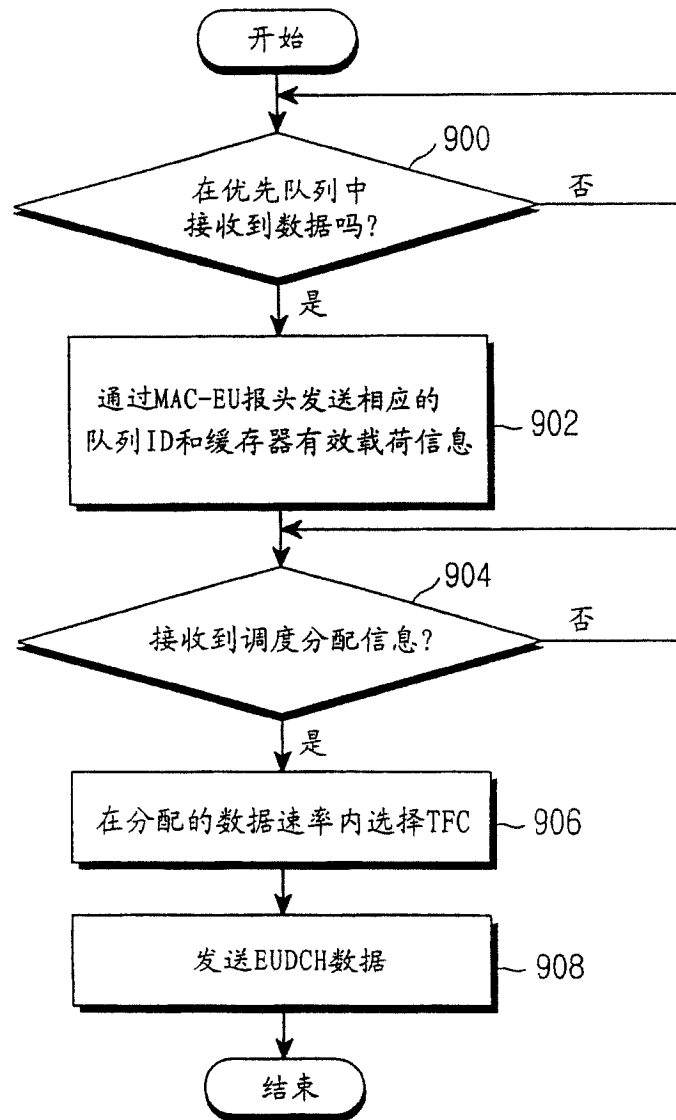 开始
900
在优先队列中
接收到数据吗?
否
是
通过MAC-EU报头发送相应的
队列ID和缓存器有效载荷信息
902
904
接收到调度分配信息?
否
是
在分配的数据速率内选择TFC
906
发送EUDCH数据
908
结束